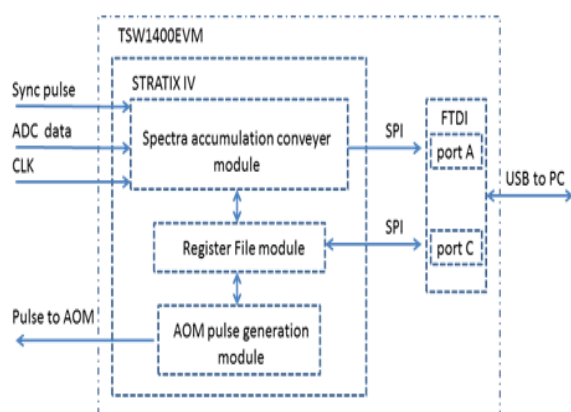 TSW1400EVM
STRATIX IV
Sync pulse
ADC data
CLK
Spectra accumulation conveyer
module
SPI
FTDI
port A
USB to PC
Register File module
SPI
port C
Pulse to AOM
AOM pulse generation
module